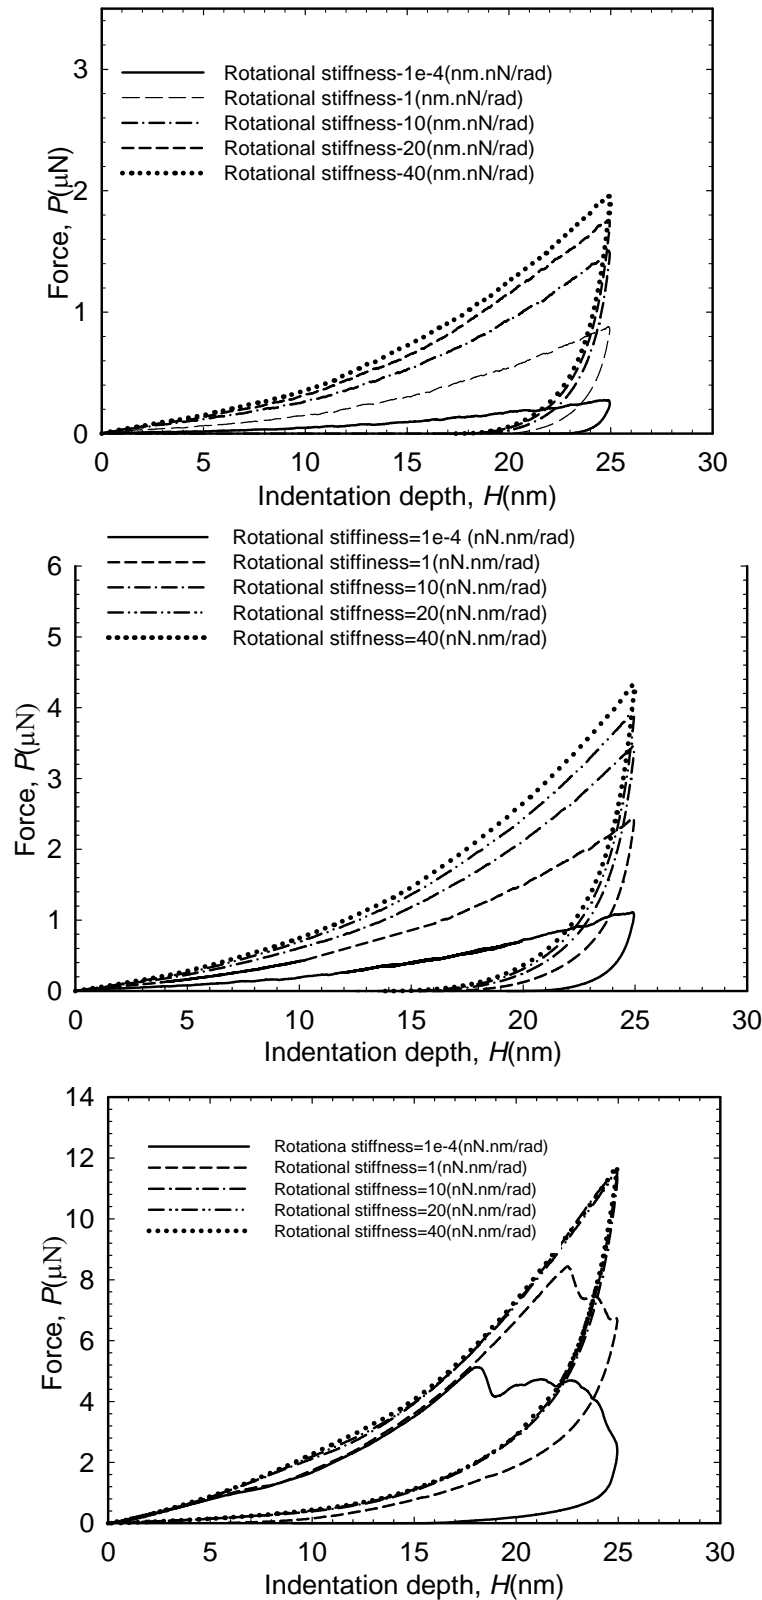 3
Rotational stiffness-1e-4(nm.nN/rad)
Rotational stiffness-1(nm.nN/rad)
Rotational stiffness-10(nm.nN/rad)
Rotational stiffness-20(nm.nN/rad)
Rotational stiffness-40(nm.nN/rad)
2
Force, P(μN)
1
0
0 5 10 15 20 25 30
Indentation depth, H(nm)
Rotational stiffiness=1e-4 (nN.nm/rad)
Rotational stiffiness=1(nN.nm/rad)
Rotational stiffness=10(nN.nm/rad)
Rotational stiffness=20(nN.nm/rad)
Rotational stiffness=40(nN.nm/rad)
6
5
4
Force, P(μN)
3
2
1
0
0 5 10 15 20 25 30
Indentation depth, H(nm)
14
Rotationa stiffness=1e-4(nN.nm/rad)
Rotational stiffness=1(nN.nm/rad)
Rotational stiffness=10(nN.nm/rad)
Rotational stiffness=20(nN.nm/rad)
Rotational stiffness=40(nN.nm/rad)
12
10
8
Force, P(μN)
6
4
2
0
0 5 10 15 20 25 30
Indentation depth, H(nm)